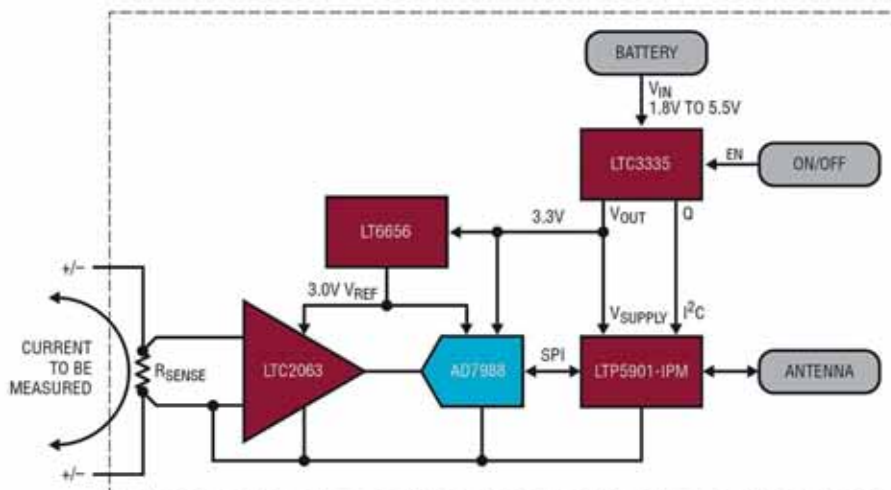 BATTERY
VIN
1.8V TO 5.5V
LTC3335
EN
ON/OFF
LT6656
3.3V
VOUT
Q
+/–
3.0V VREF
VSUPPLY
I2C
CURRENT
TO BE
MEASURED
RSENSE
LTC2063
AD7988
SPI
LTP5901-IPM
ANTENNA
+/–